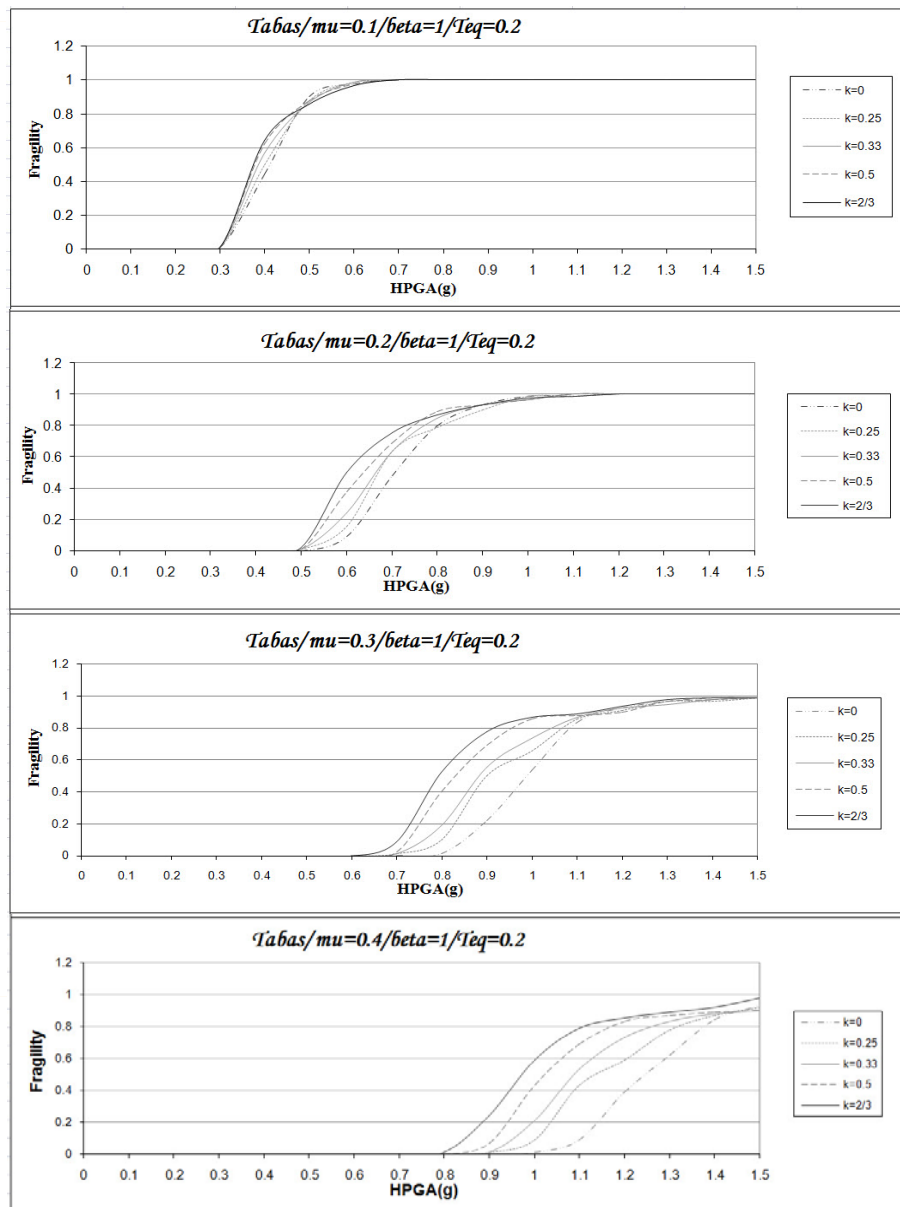 Tabas/mu=0.1/beta=1/Teq=0.2
1.2
1
0.8
0.6
0.4
0.2
0
Fragility
0 0.1 0.2 0.3 0.4 0.5 0.6 0.7 0.8 0.9 1 1.1 1.2 1.3 1.4 1.5
HPGA(g)
k=0
k=0.25
k=0.33
k=0.5
k=2/3
Tabas/mu=0.2/beta=1/Teq=0.2
1.2
1
0.8
0.6
0.4
0.2
0
Fragility
0 0.1 0.2 0.3 0.4 0.5 0.6 0.7 0.8 0.9 1 1.1 1.2 1.3 1.4 1.5
HPGA(g)
k=0
k=0.25
k=0.33
k=0.5
k=2/3
Tabas/mu=0.3/beta=1/Teq=0.2
1.2
1
0.8
0.6
0.4
0.2
0
Fragility
0 0.1 0.2 0.3 0.4 0.5 0.6 0.7 0.8 0.9 1 1.1 1.2 1.3 1.4 1.5
HPGA(g)
k=0
k=0.25
k=0.33
k=0.5
k=2/3
Tabas/mu=0.4/beta=1/Teq=0.2
1.2
1
0.8
0.6
0.4
0.2
0
Fragility
0 0.1 0.2 0.3 0.4 0.5 0.6 0.7 0.8 0.9 1 1.1 1.2 1.3 1.4 1.5
HPGA(g)
k=0
k=0.25
k=0.33
k=0.5
k=2/3